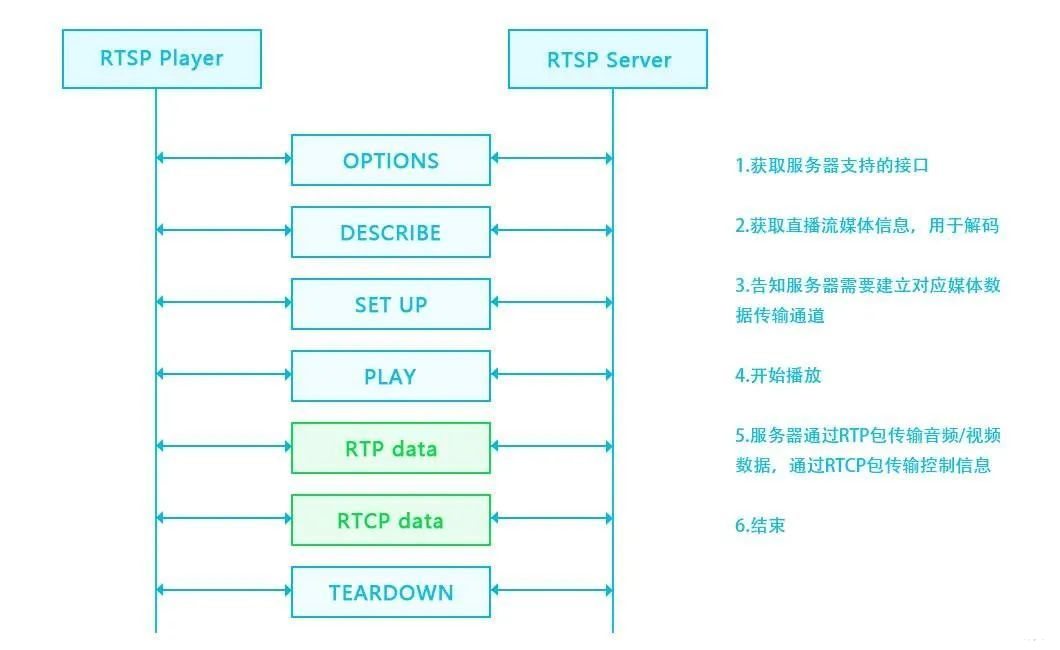 RTSP Player
RTSP Server
OPTIONS
DESCRIBE
SET UP
PLAY
RTP data
RTCP data
TEARDOWN
1.获取服务器支持的接口
2.获取直播流媒体信息，用于解码
3.告知服务器需要建立对应媒体数
据传输通道
4.开始播放
5.服务器通过RTP包传输音频/视频
数据，通过RTCP包传输控制信息
6.结束